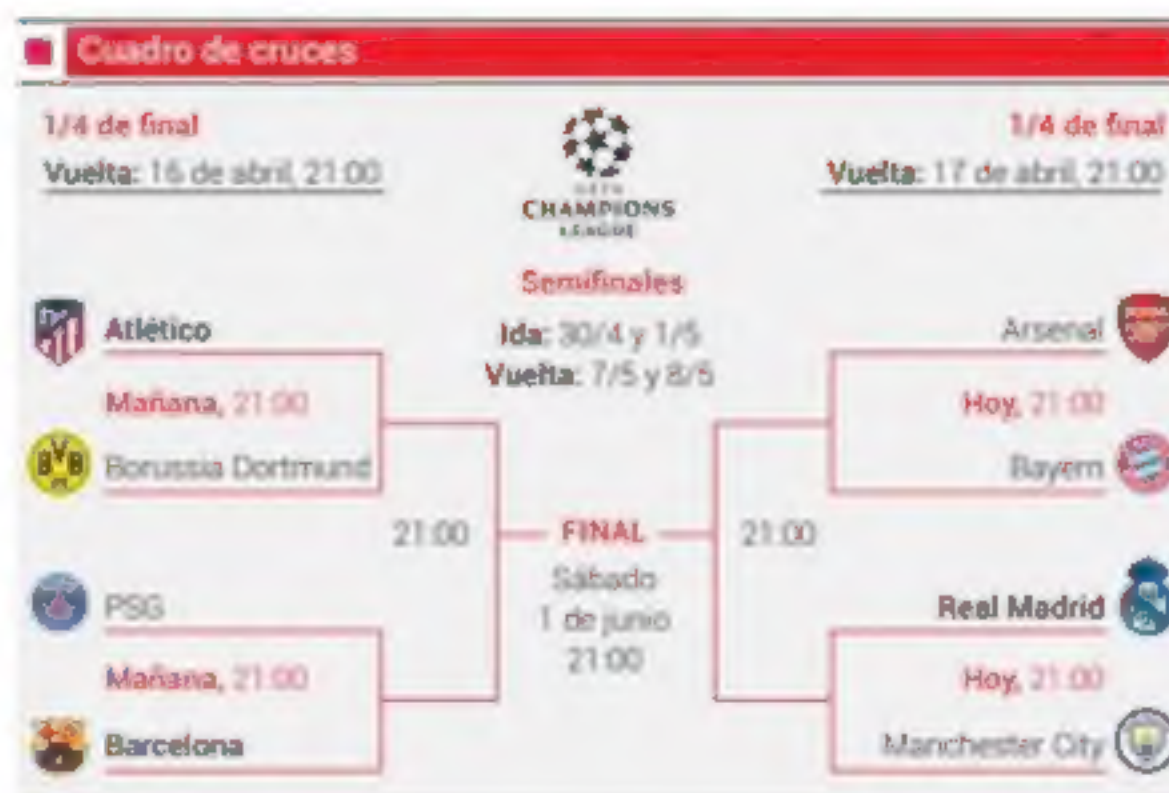 Cuadro de cruces
1/4 de final
Vuelta: 16 de abril, 21:00
CHAMPIONS
LEAGUE
1/4 de final
Vuelta: 17 de abril, 21:00
Semifinales
Ida: 30/4 y 1/5
Vuelta: 7/5 y 8/5
Atlético
Mañana, 21:00
Borussia Dortmund
BVB
PSG
Mañana, 21:00
Barcelona
21:00
FINAL
Sábado
1 de junio
21:00
21:00
Arsenal
Hoy, 21:00
Bayern
Real Madrid
Hoy, 21:00
Manchester City